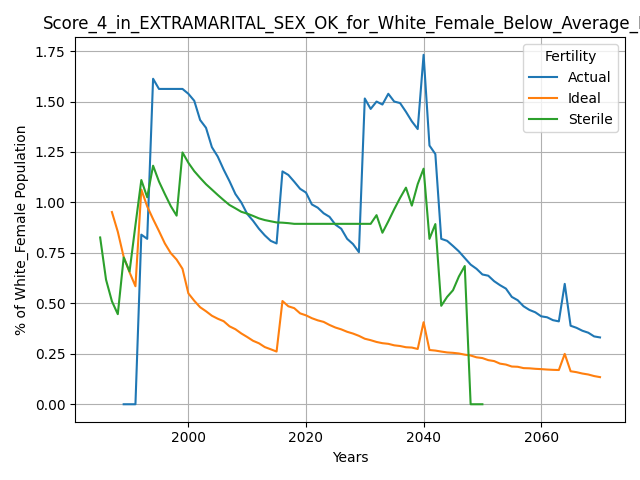 Score_4_in_EXTRAMARITAL_SEX_OK_for_White_Female_Below_Average_
% of White_Female Population
1.75
1.50
1.25
1.00
0.75
0.50
0.25
0.00
Fertility
Actual
Ideal
Sterile
2000 2020 2040 2060
Years